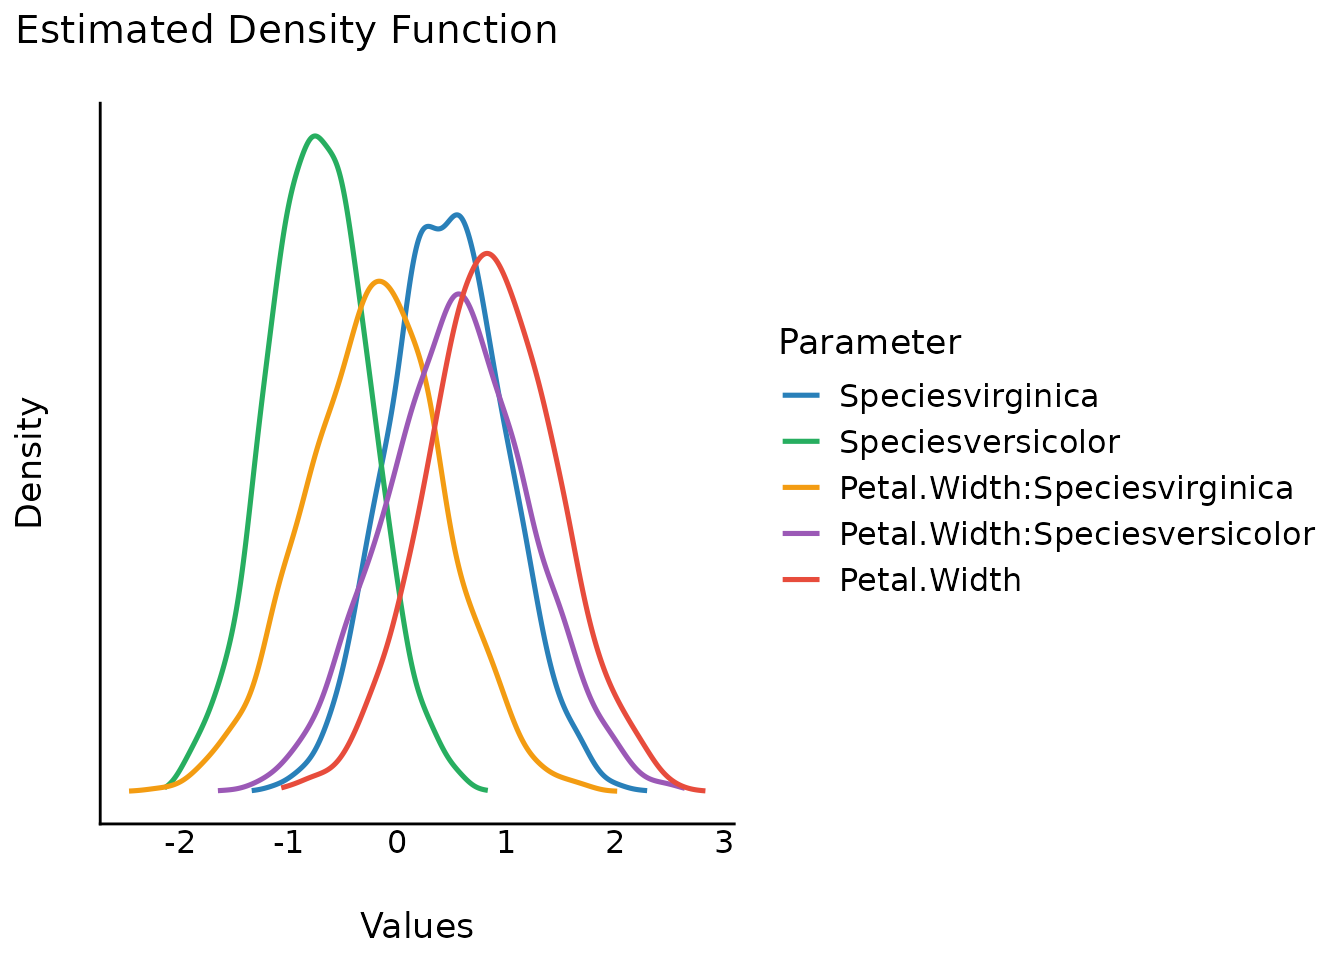 Estimated Density Function
Density
-2 -1 0 1 2 3
Values
Parameter
Speciesvirginica
Speciesversicolor
Petal.Width:Speciesvirginica
Petal.Width:Speciesversicolor
Petal.Width